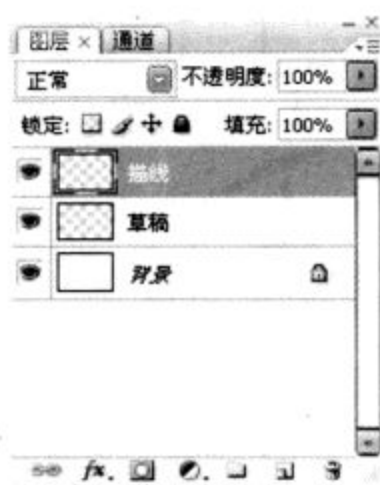 图层 × 通道
正常 不透明度: 100%
锁定: 填充: 100%
描线
草稿
背景
fx.